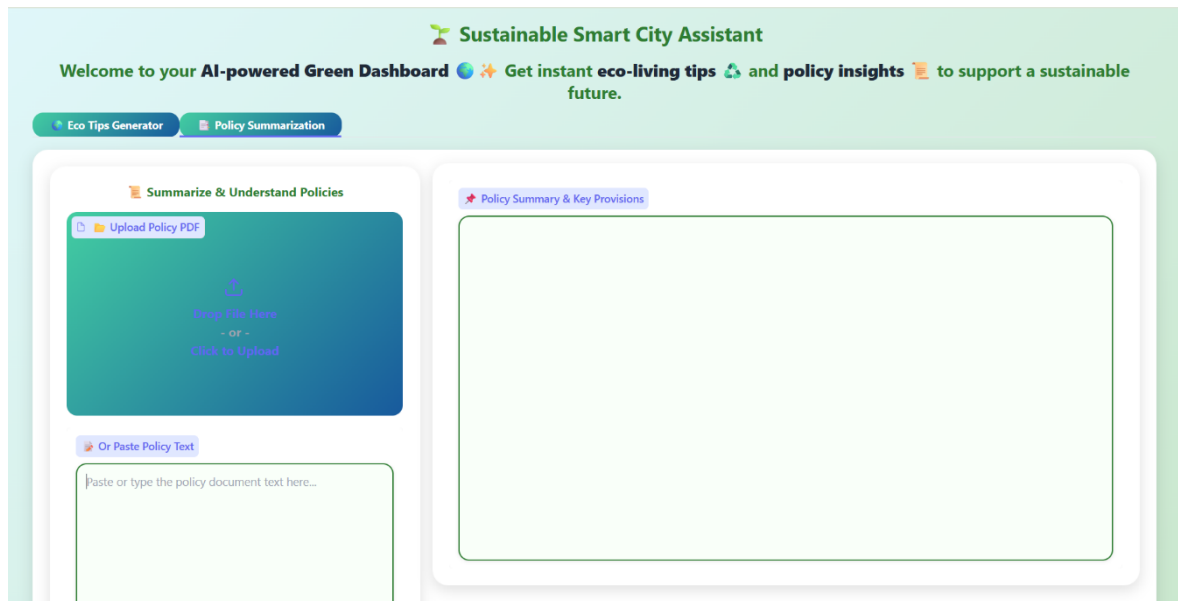 🌱 Sustainable Smart City Assistant
Welcome to your AI-powered Green Dashboard 🌍 ✨ Get instant eco-living tips ♻️ and policy insights 📜 to support a sustainable
future.
Eco Tips Generator
Policy Summarization
📜 Summarize & Understand Policies
📁 Upload Policy PDF
Drop File Here
- or -
Click to Upload
📝 Or Paste Policy Text
Paste or type the policy document text here...
📌 Policy Summary & Key Provisions